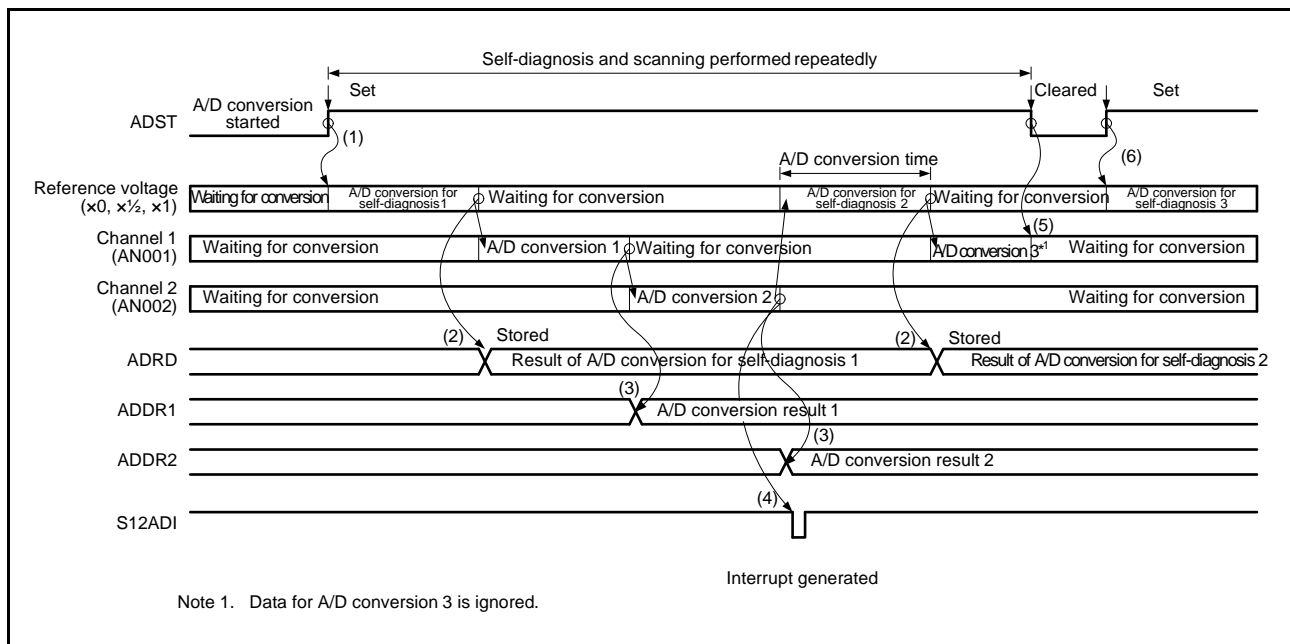 Self-diagnosis and scanning performed repeatedly
A/D conversion
started
Set
Cleared
Set
ADST
(1)
(6)
A/D conversion time
Reference voltage
(×0, ×½, ×1)
Waiting for conversion
A/D conversion for
self-diagnosis1
Waiting for conversion
A/D conversion for
self-diagnosis 2
Waiting for conversion
A/D conversion for
self-diagnosis 3
(5)
Channel 1
(AN001)
Waiting for conversion
A/D conversion 1
Waiting for conversion
A/D conversion 3*1
Waiting for conversion
Channel 2
(AN002)
Waiting for conversion
A/D conversion 2
Waiting for conversion
(2)
Stored
(2)
Stored
ADRD
Result of A/D conversion for self-diagnosis 1
Result of A/D conversion for self-diagnosis 2
(3)
ADDR1
A/D conversion result 1
(3)
ADDR2
A/D conversion result 2
(4)
S12ADI
Interrupt generated
Note 1. Data for A/D conversion 3 is ignored.